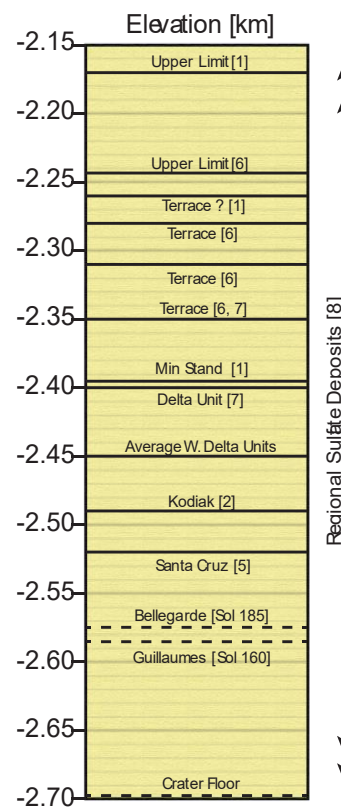 Elevation [km]
-2.15
Upper Limit [1]
-2.20
Upper Limit [6]
-2.25
Terrace ? [1]
Terrace [6]
-2.30
Terrace [6]
Terrace [6, 7]
-2.35
Min Stand [1]
-2.40
Delta Unit [7]
Average W. Delta Units
-2.45
Kodiak [2]
-2.50
Santa Cruz [5]
-2.55
Bellegarde [Sol 185]
-2.60
Guillaumes [Sol 160]
-2.65
Crater Floor
-2.70
Regional Sulfate Deposits [8]